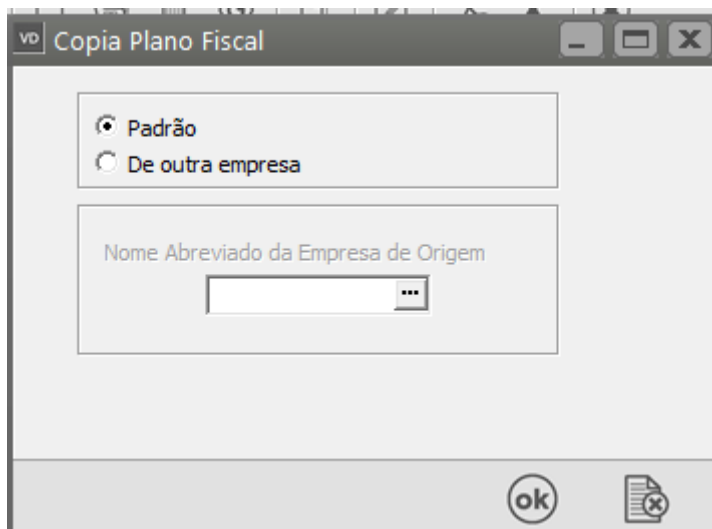 VD Copia Plano Fiscal
Padrão
De outra empresa
Nome Abreviado da Empresa de Origem
...
ok